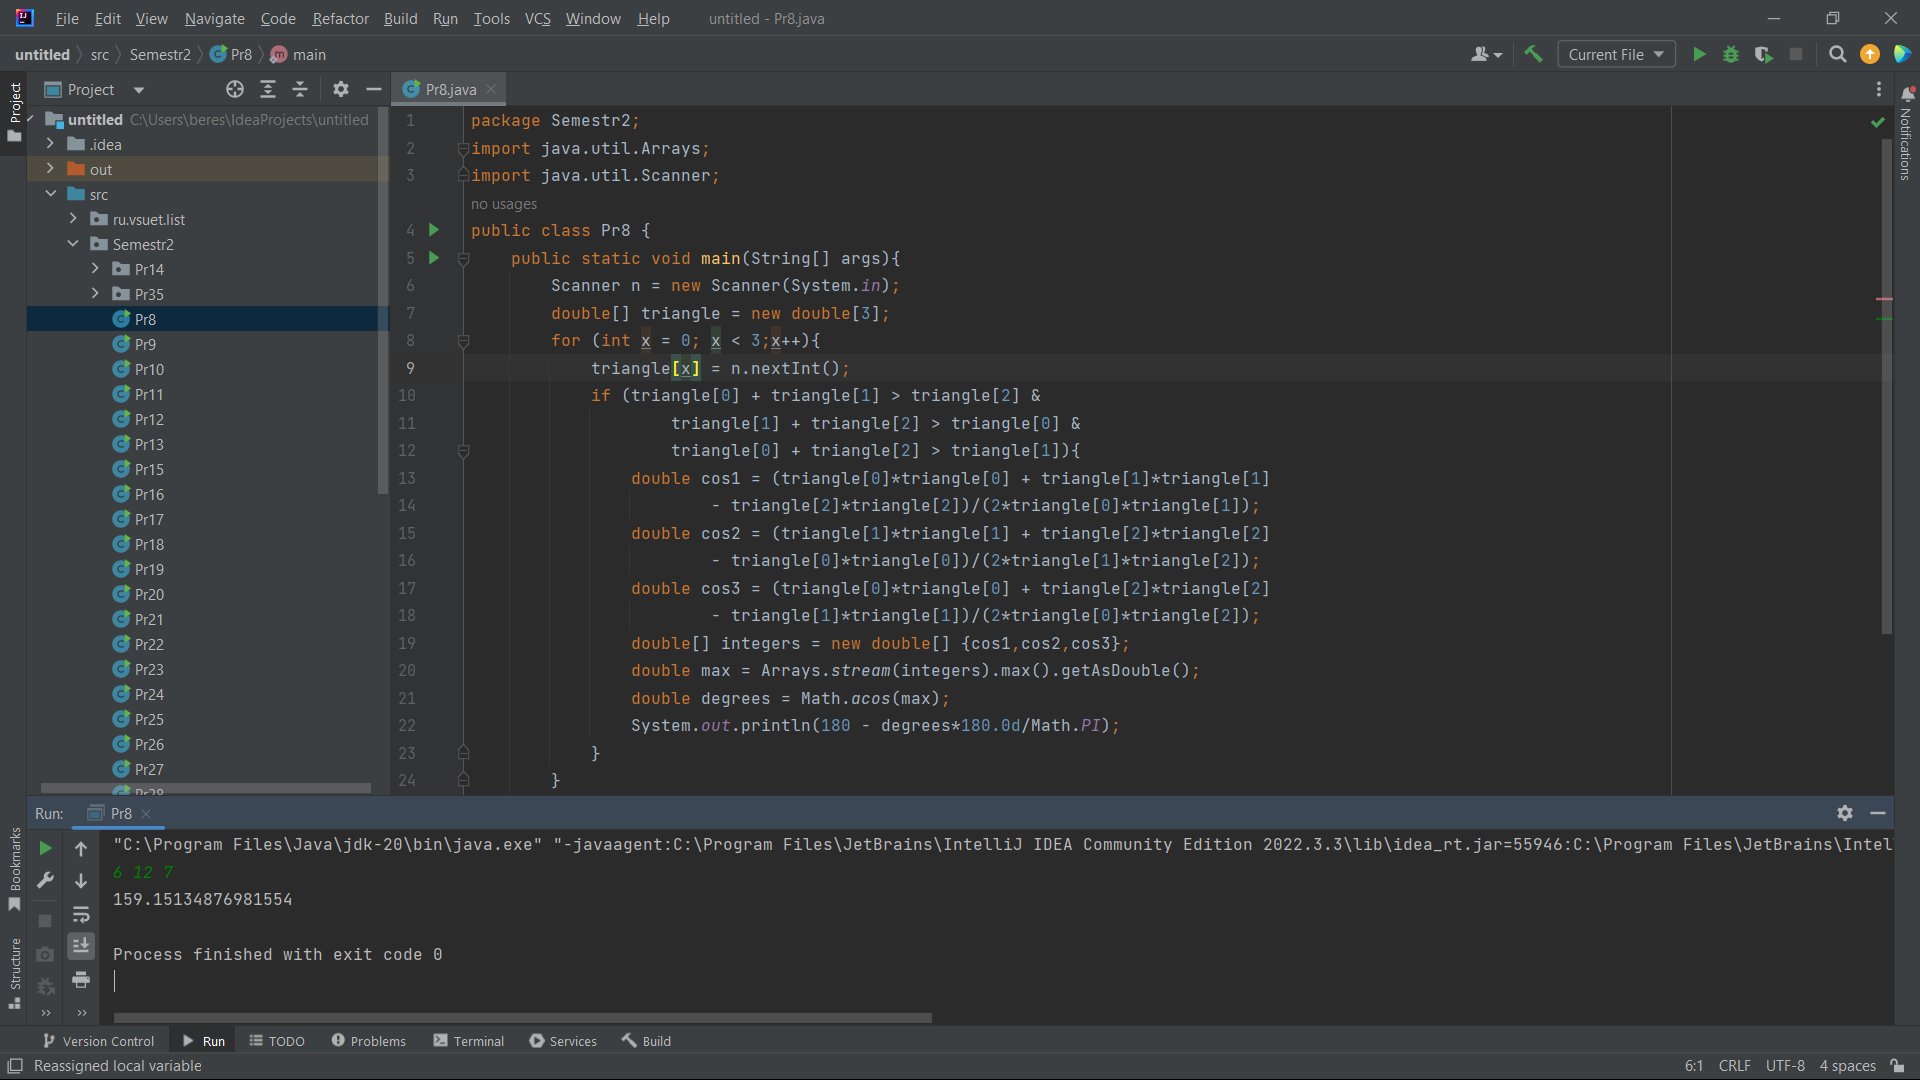 File Edit View Navigate Code Refactor Build Run Tools VCS Window Help untitled - Pr8.java
untitled src Semestr2 Pr8 main Current File
Project
Project
Pr8.java
untitled C:\Users\beres\IdeaProjects\untitled
.idea
out
src
ru.vsuet.list
Semestr2
Pr14
Pr35
Pr8
Pr9
Pr10
Pr11
Pr12
Pr13
Pr15
Pr16
Pr17
Pr18
Pr19
Pr20
Pr21
Pr22
Pr23
Pr24
Pr25
Pr26
Pr27
Pr28
1 package Semestr2;
2 import java.util.Arrays;
3 import java.util.Scanner;
no usages
4 public class Pr8 {
5 public static void main(String[] args){
6 Scanner n = new Scanner(System.in);
7 double[] triangle = new double[3];
8 for (int x = 0; x < 3;x++){
9 triangle[x] = n.nextInt();
10 if (triangle[0] + triangle[1] > triangle[2] &
11 triangle[1] + triangle[2] > triangle[0] &
12 triangle[0] + triangle[2] > triangle[1]){
13 double cos1 = (triangle[0]*triangle[0] + triangle[1]*triangle[1]
14 - triangle[2]*triangle[2])/(2*triangle[0]*triangle[1]);
15 double cos2 = (triangle[1]*triangle[1] + triangle[2]*triangle[2]
16 - triangle[0]*triangle[0])/(2*triangle[1]*triangle[2]);
17 double cos3 = (triangle[0]*triangle[0] + triangle[2]*triangle[2]
18 - triangle[1]*triangle[1])/(2*triangle[0]*triangle[2]);
19 double[] integers = new double[] {cos1,cos2,cos3};
20 double max = Arrays.stream(integers).max().getAsDouble();
21 double degrees = Math.acos(max);
22 System.out.println(180 - degrees*180.0d/Math.PI);
23 }
24 }
Notifications
Run: Pr8
"C:\Program Files\Java\jdk-20\bin\java.exe" "-javaagent:C:\Program Files\JetBrains\IntelliJ IDEA Community Edition 2022.3.3\lib\idea_rt.jar=55946:C:\Program Files\JetBrains\Intel
6 12 7
159.15134876981554
Process finished with exit code 0
Bookmarks
Structure
Version Control Run TODO Problems Terminal Services Build
Reassigned local variable 6:1 CRLF UTF-8 4 spaces